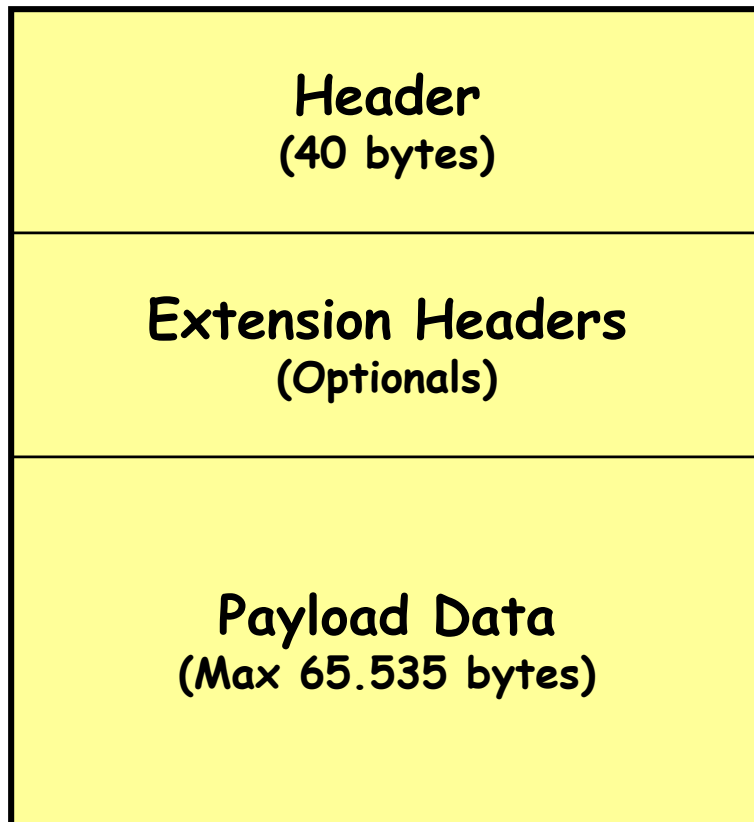 Header
(40 bytes)
Extension Headers
(Optionals)
Payload Data
(Max 65.535 bytes)